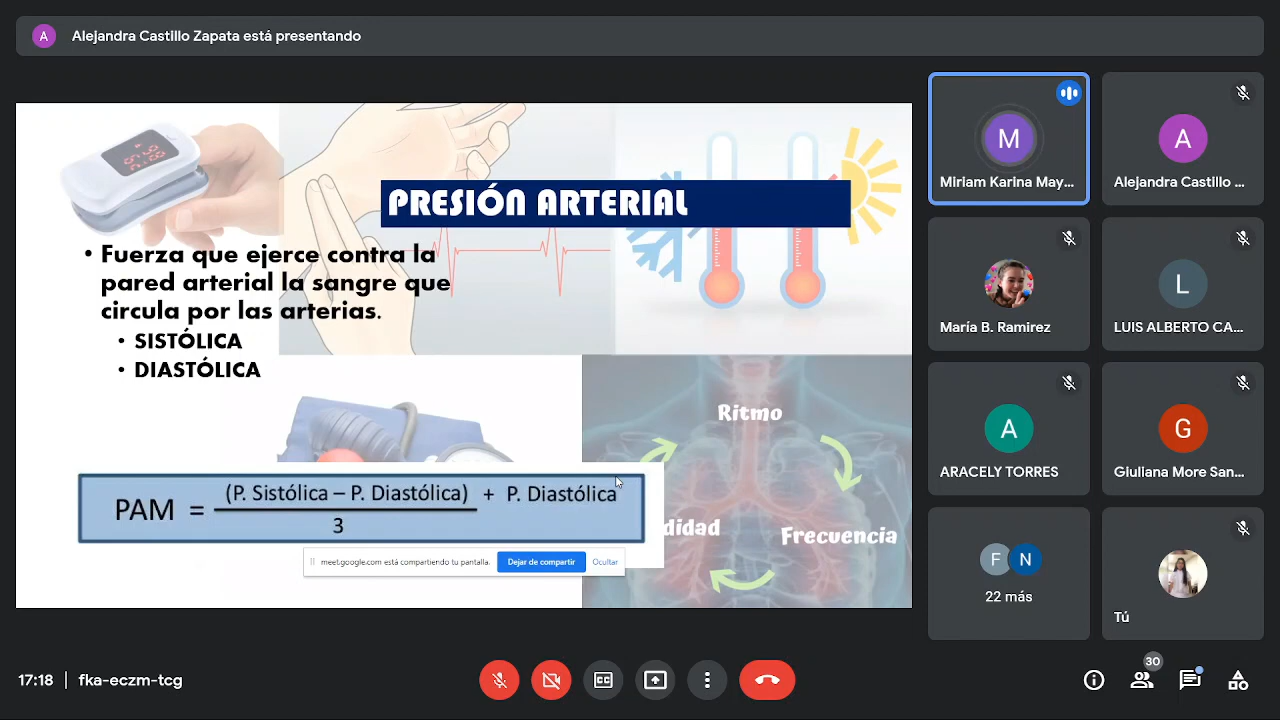 A
Alejandra Castillo Zapata está presentando
PRESIÓN ARTERIAL
• Fuerza que ejerce contra la
pared arterial la sangre que
circula por las arterias.
• SISTÓLICA
• DIASTÓLICA
Ritmo
didad
Frecuencia
PAM = (P. Sistólica – P. Diastólica) + P. Diastólica
3
meet.google.com está compartiendo tu pantalla.
Dejar de compartir
Ocultar
M
Miriam Karina May...
A
Alejandra Castillo ...
María B. Ramirez
L
LUIS ALBERTO CA...
A
ARACELY TORRES
G
Giuliana More San...
F
N
22 más
Tú
17:18 | fka-eczm-tcg
30